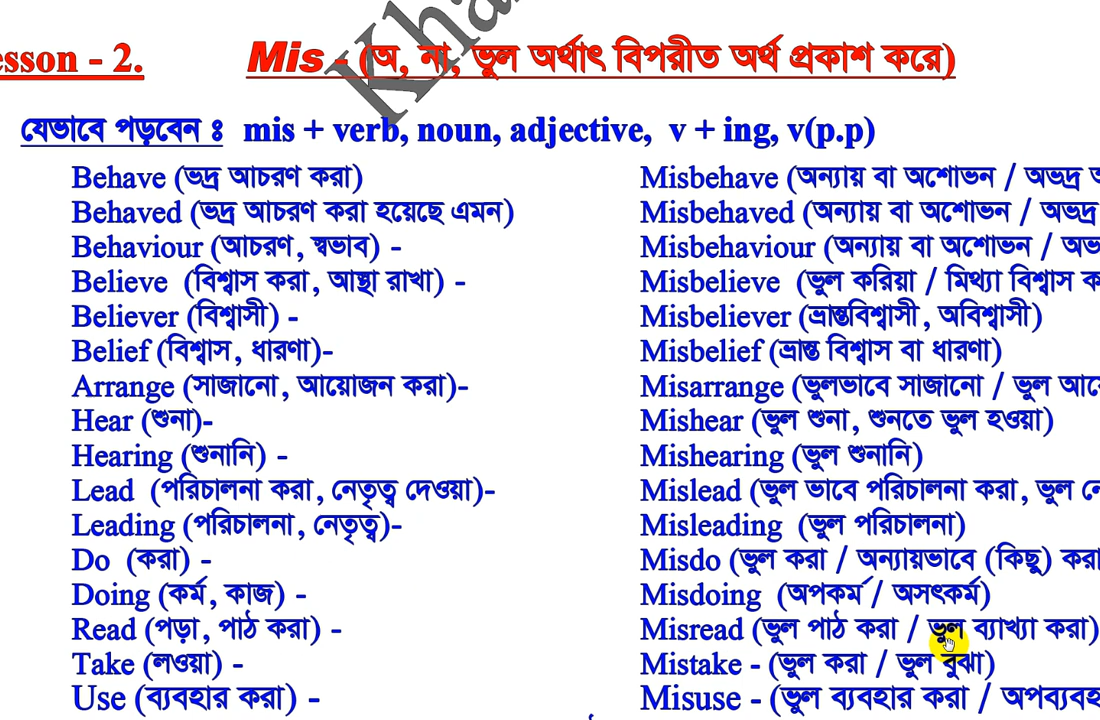 esson - 2. Mis - (অ, না, ভুল অর্থাৎ বিপরীত অর্থ প্রকাশ করে)
যেভাবে পড়বেন ঃ mis + verb, noun, adjective, v + ing, v(p.p)
Behave (ভদ্র আচরণ করা) Misbehave (অন্যায় বা অশোভন / অভদ্র
Behaved (ভদ্র আচরণ করা হয়েছে এমন) Misbehaved (অন্যায় বা অশোভন / অভদ্র
Behaviour (আচরণ, স্বভাব) - Misbehaviour (অন্যায় বা অশোভন /
Believe (বিশ্বাস করা, আস্থা রাখা) - Misbelieve (ভুল করিয়া / মিথ্যা বিশ্বাস
Believer (বিশ্বাসী) - Misbeliever (ভ্রান্তবিশ্বাসী, অবিশ্বাসী)
Belief (বিশ্বাস, ধারণা)- Misbelief (ভ্রান্ত বিশ্বাস বা ধারণা)
Arrange (সাজানো, আয়োজন করা)- Misarrange (ভুলভাবে সাজানো / ভুল
Hear (শুনা)- Mishear (ভুল শুনা, শুনতে ভুল হওয়া)
Hearing (শুনানি) - Mishearing (ভুল শুনানি)
Lead (পরিচালনা করা, নেতৃত্ব দেওয়া)- Mislead (ভুল ভাবে পরিচালনা করা, ভুল
Leading (পরিচালনা, নেতৃত্ব)- Misleading (ভুল পরিচালনা)
Do (করা) - Misdo (ভুল করা / অন্যায়ভাবে (কিছু) করা
Doing (কর্ম, কাজ) - Misdoing (অপকর্ম / অসৎকর্ম)
Read (পড়া, পাঠ করা) - Misread (ভুল পাঠ করা / ভুল ব্যাখ্যা করা)
Take (লওয়া) - Mistake - (ভুল করা / ভুল বুঝা)
Use (ব্যবহার করা) - Misuse - (ভুল ব্যবহার করা /